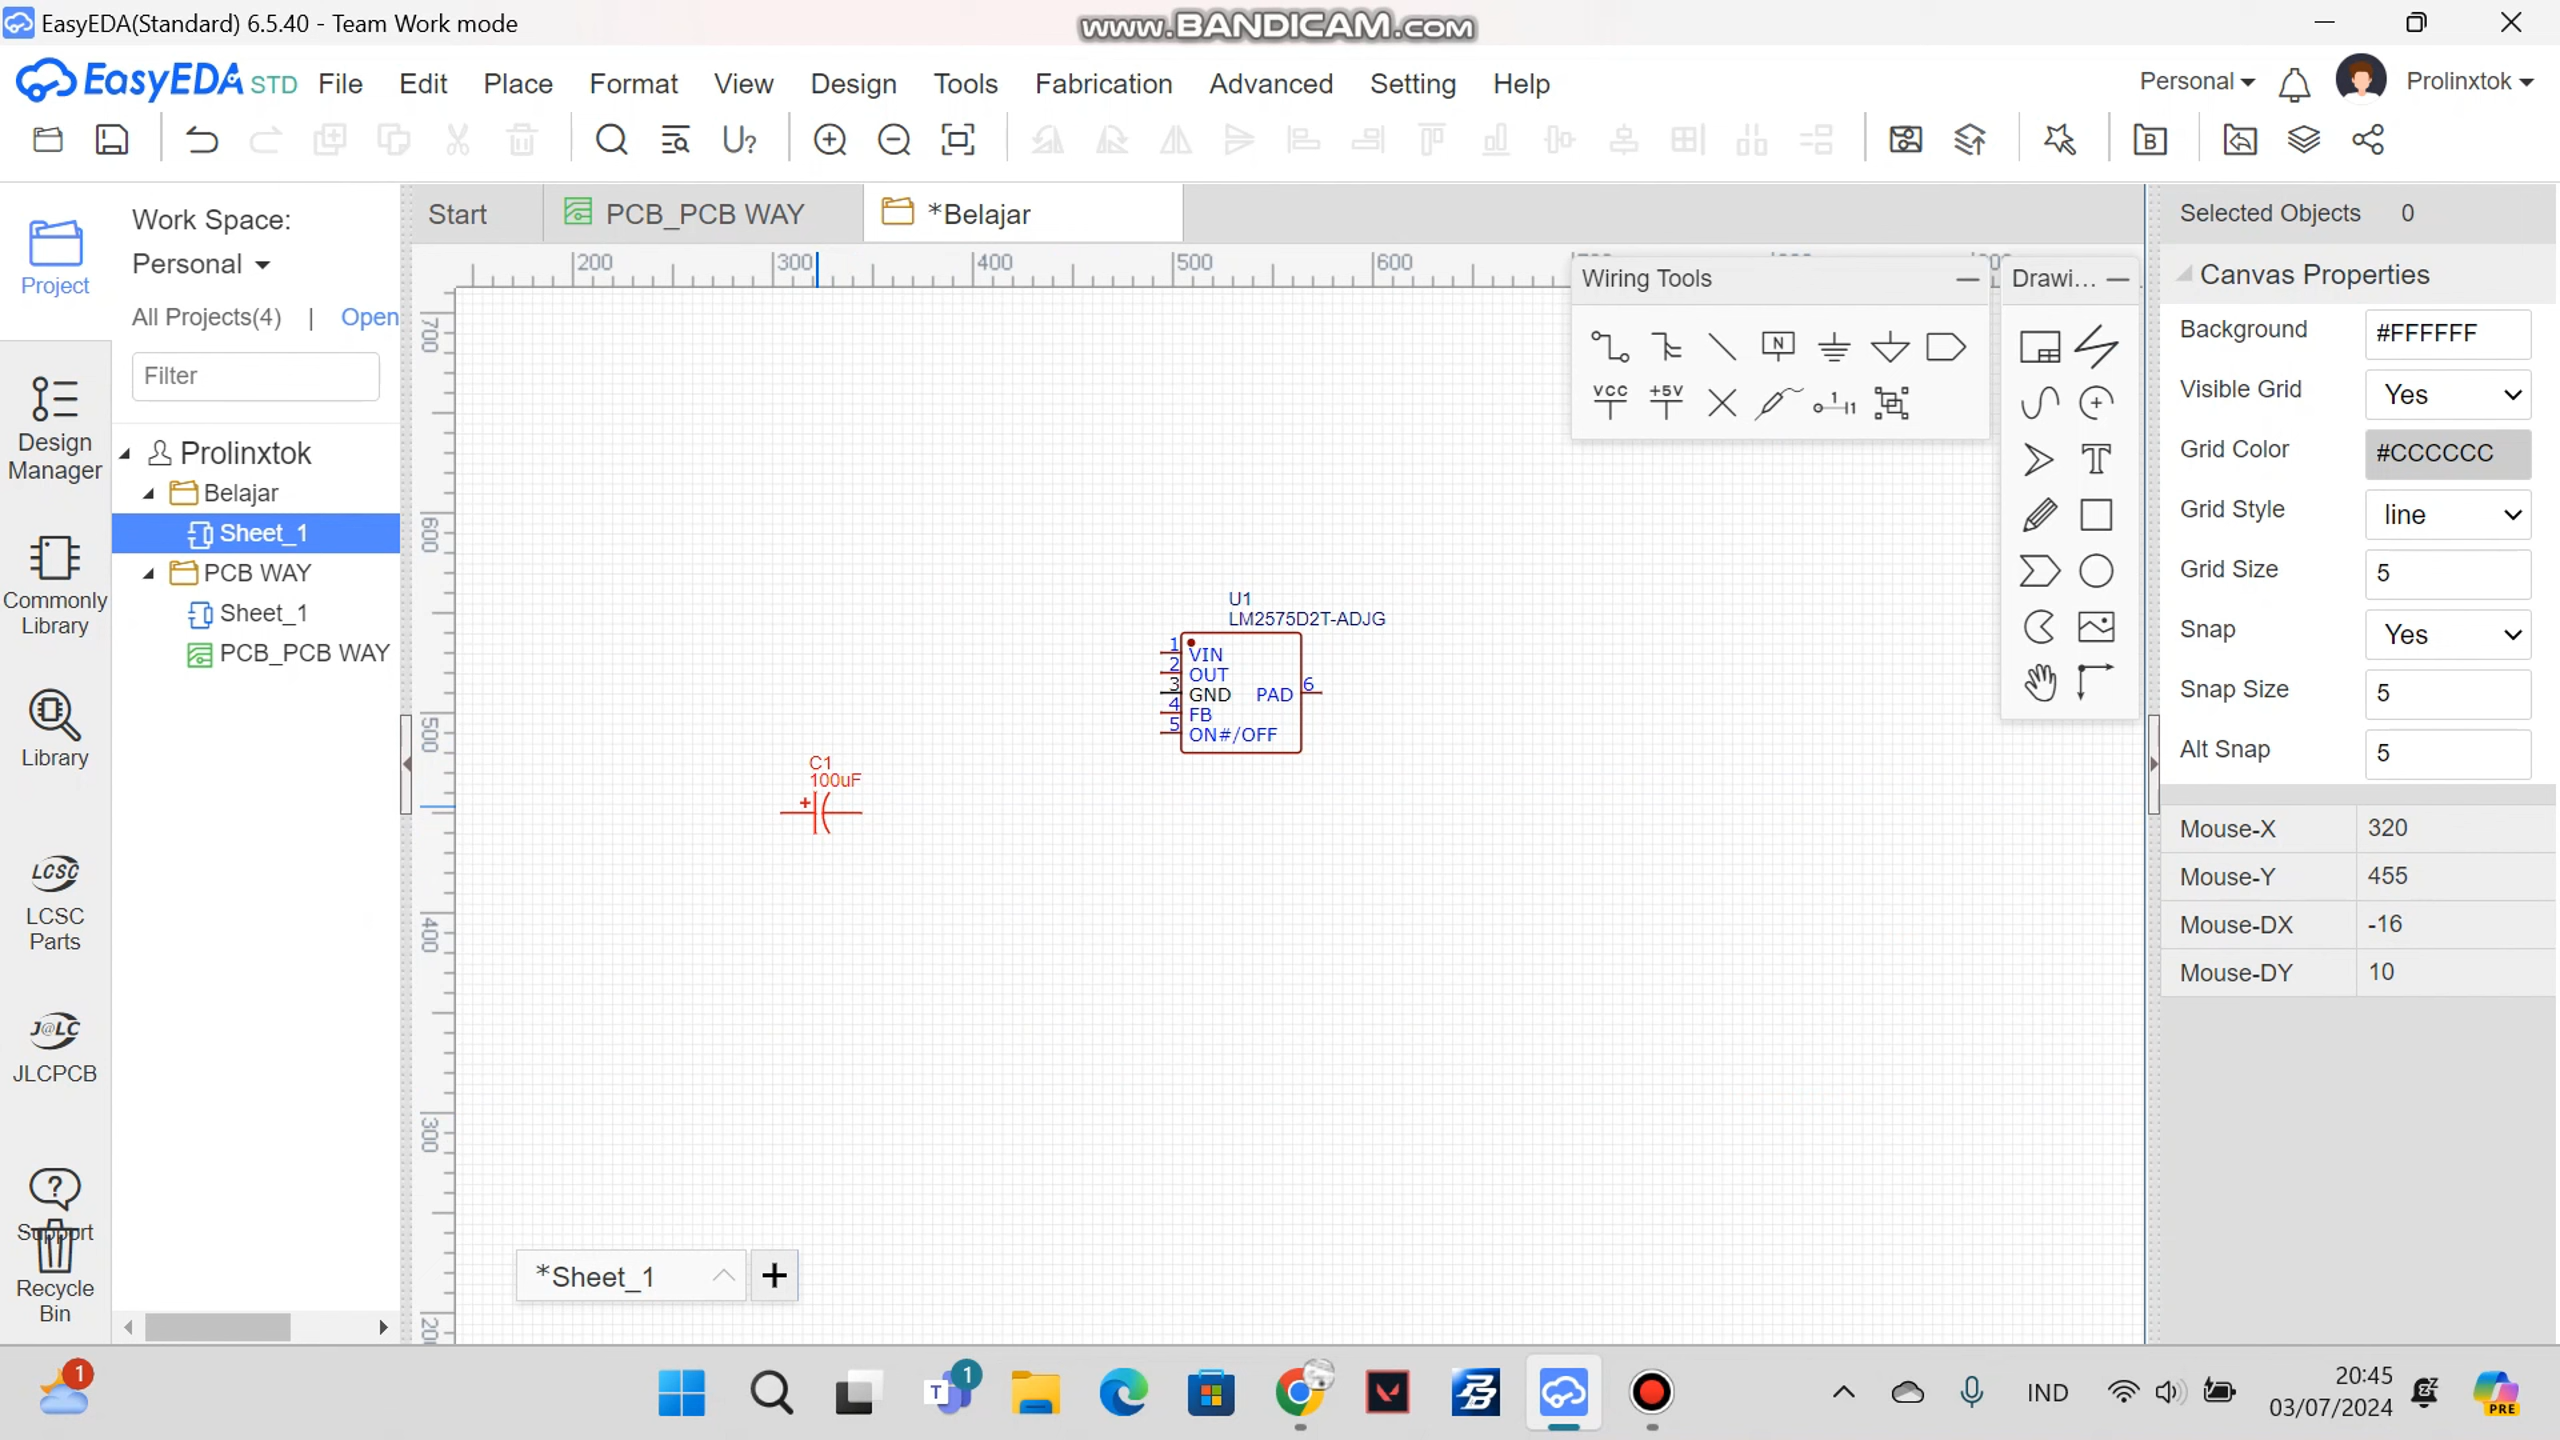 EasyEDA(Standard) 6.5.40 - Team Work mode
www.BANDICAM.com
EasyEDA STD File Edit Place Format View Design Tools Fabrication Advanced Setting Help
Personal
Prolinxtok
U?
B
Project
Design
Manager
Commonly
Library
Library
LCSC
LCSC
Parts
J@LC
JLCPCB
Support
Recycle
Bin
Work Space:
Personal
All Projects(4) | Open
Filter
Prolinxtok
Belajar
Sheet_1
PCB WAY
Sheet_1
PCB_PCB WAY
Start
PCB_PCB WAY
*Belajar
200
300
400
500
600
700
600
500
400
300
Wiring Tools
N
VCC
+5V
Drawi...
T
U1
LM2575D2T-ADJG
1
VIN
2
OUT
3
GND
PAD
6
4
FB
5
ON#/OFF
C1
100uF
+
*Sheet_1
+
Selected Objects 0
Canvas Properties
Background #FFFFFF
Visible Grid Yes
Grid Color #CCCCCC
Grid Style line
Grid Size 5
Snap Yes
Snap Size 5
Alt Snap 5
Mouse-X 320
Mouse-Y 455
Mouse-DX -16
Mouse-DY 10
1
T
1
IND
20:45
03/07/2024
PRE